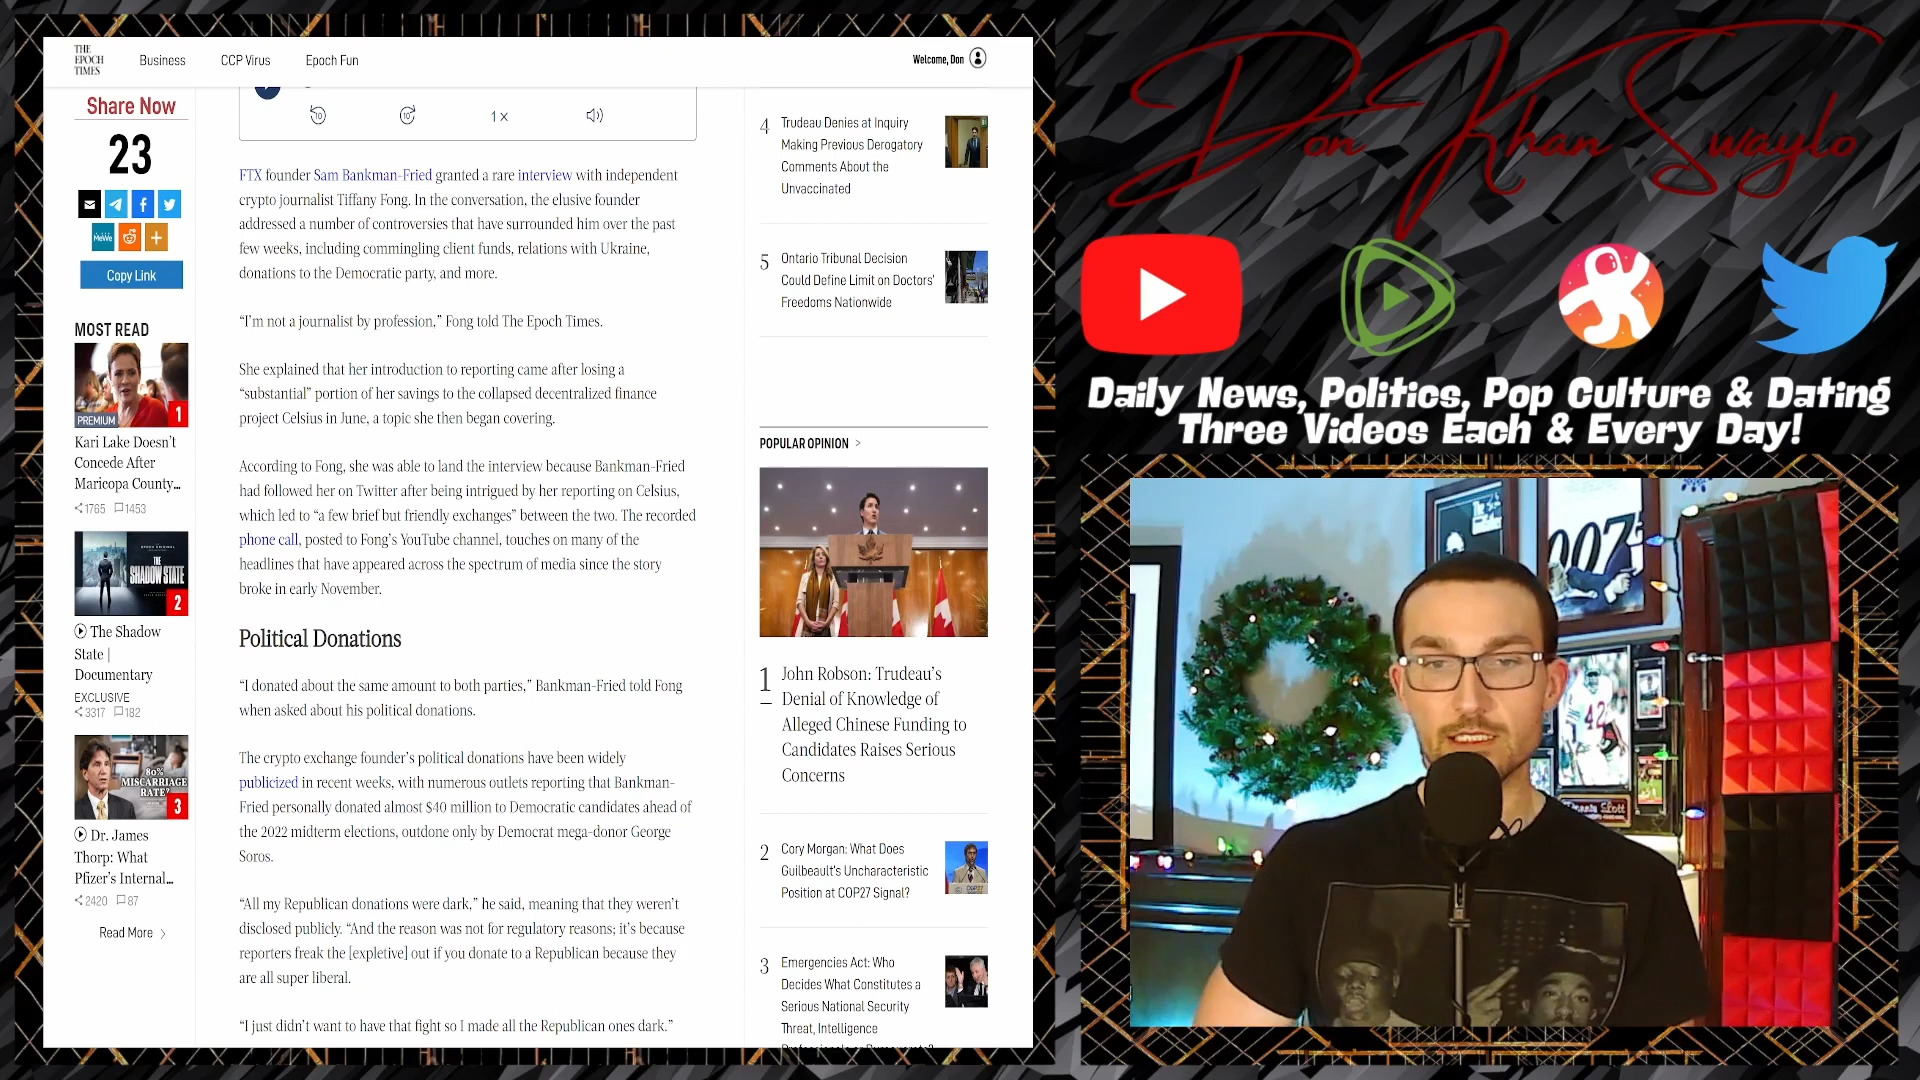 THE
EPOCH
TIMES
Business
CCP Virus
Epoch Fun
Welcome, Don
Share Now
23
MeWe
Copy Link
MOST READ
PREMIUM
1
Kari Lake Doesn't
Concede After
Maricopa County...
1765
1453
THE
SHADOW
STATE
2
The Shadow
State |
Documentary
EXCLUSIVE
3317
182
80%
MISCARRIAGE
RATE?
3
Dr. James
Thorp: What
Pfizer's Internal...
2420
87
Read More
10
10
1 x
FTX founder Sam Bankman-Fried granted a rare interview with independent
crypto journalist Tiffany Fong. In the conversation, the elusive founder
addressed a number of controversies that have surrounded him over the past
few weeks, including commingling client funds, relations with Ukraine,
donations to the Democratic party, and more.
“I'm not a journalist by profession,” Fong told The Epoch Times.
She explained that her introduction to reporting came after losing a
“substantial” portion of her savings to the collapsed decentralized finance
project Celsius in June, a topic she then began covering.
According to Fong, she was able to land the interview because Bankman-Fried
had followed her on Twitter after being intrigued by her reporting on Celsius,
which led to “a few brief but friendly exchanges” between the two. The recorded
phone call, posted to Fong's YouTube channel, touches on many of the
headlines that have appeared across the spectrum of media since the story
broke in early November.
Political Donations
“I donated about the same amount to both parties,” Bankman-Fried told Fong
when asked about his political donations.
The crypto exchange founder's political donations have been widely
publicized in recent weeks, with numerous outlets reporting that Bankman-
Fried personally donated almost $40 million to Democratic candidates ahead of
the 2022 midterm elections, outdone only by Democrat mega-donor George
Soros.
“All my Republican donations were dark,” he said, meaning that they weren't
disclosed publicly. “And the reason was not for regulatory reasons; it's because
reporters freak the [expletive] out if you donate to a Republican because they
are all super liberal.
“I just didn't want to have that fight so I made all the Republican ones dark.”
4
Trudeau Denies at Inquiry
Making Previous Derogatory
Comments About the
Unvaccinated
5
Ontario Tribunal Decision
Could Define Limit on Doctors'
Freedoms Nationwide
POPULAR OPINION >
1
John Robson: Trudeau's
Denial of Knowledge of
Alleged Chinese Funding to
Candidates Raises Serious
Concerns
2
Cory Morgan: What Does
Guilbeault's Uncharacteristic
Position at COP27 Signal?
COP27
3
Emergencies Act: Who
Decides What Constitutes a
Serious National Security
Threat, Intelligence
Don Khan Swaylo
Daily News, Politics, Pop Culture & Dating
Three Videos Each & Every Day!
007
42